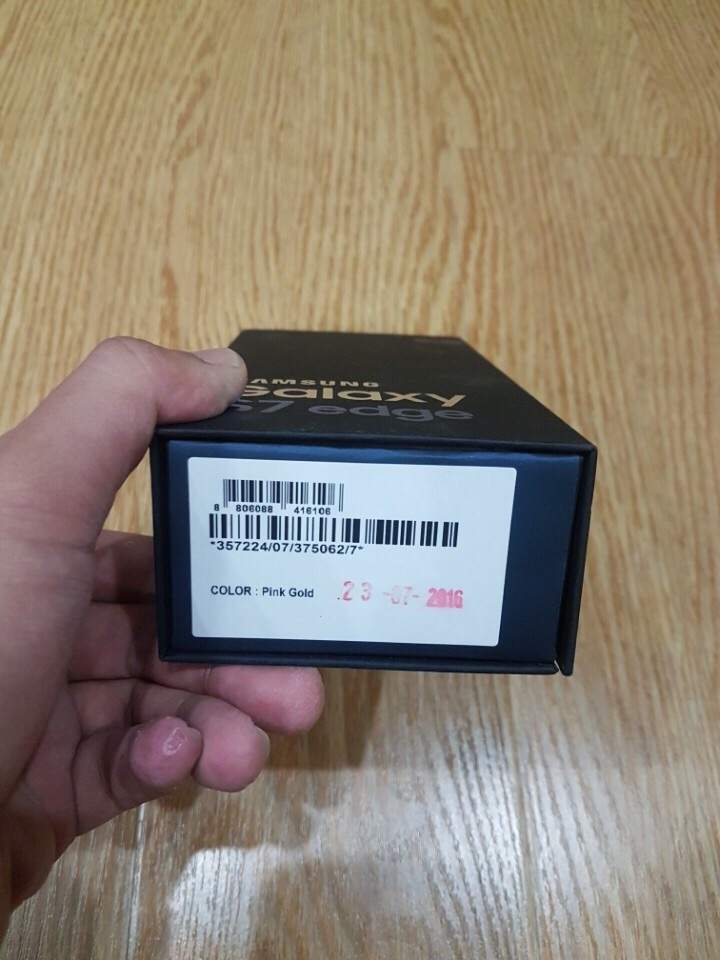 SAMSUNG
Galaxy
S7 edge
8 806088 416106
*357224/07/375062/7*
COLOR : Pink Gold .23 -07- 2016